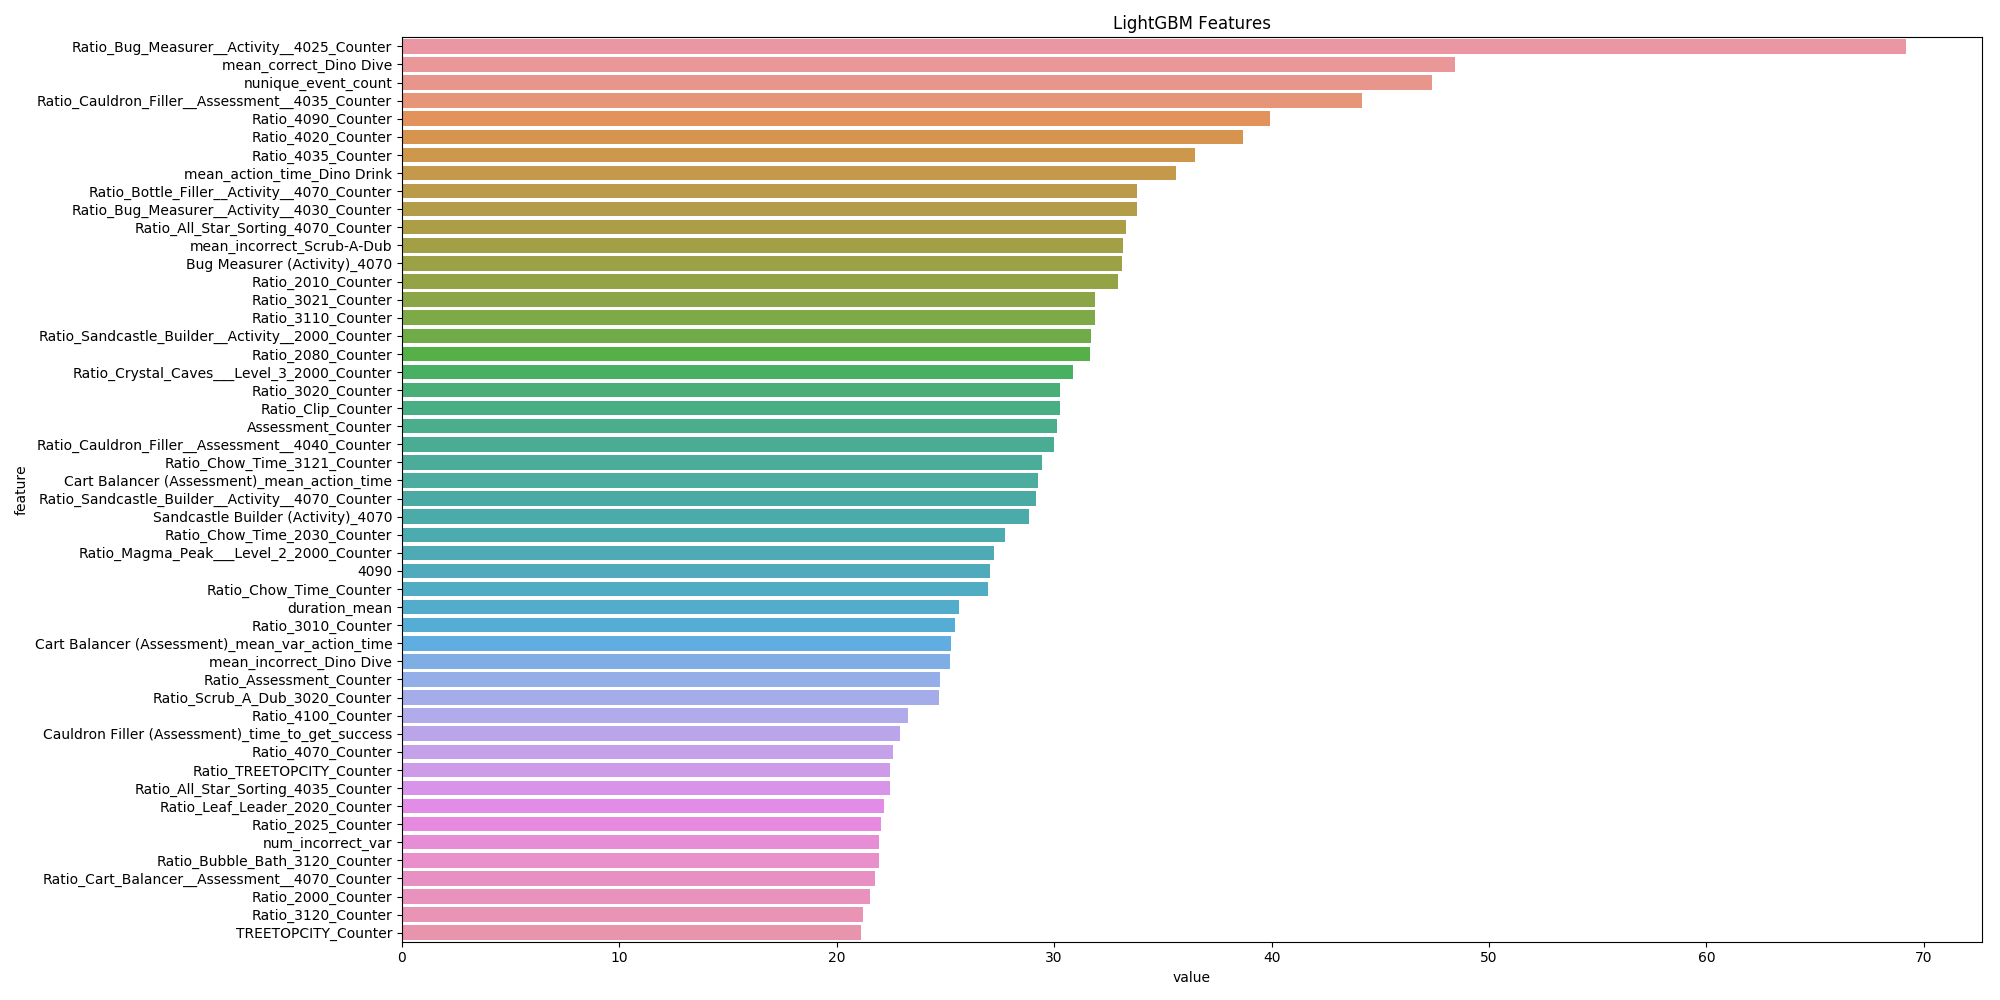 LightGBM Features
Ratio_Bug_Measurer__Activity__4025_Counter
mean_correct_Dino Dive
nunique_event_count
Ratio_Cauldron_Filler__Assessment__4035_Counter
Ratio_4090_Counter
Ratio_4020_Counter
Ratio_4035_Counter
mean_action_time_Dino Drink
Ratio_Bottle_Filler__Activity__4070_Counter
Ratio_Bug_Measurer__Activity__4030_Counter
Ratio_All_Star_Sorting_4070_Counter
mean_incorrect_Scrub-A-Dub
Bug Measurer (Activity)_4070
Ratio_2010_Counter
Ratio_3021_Counter
Ratio_3110_Counter
Ratio_Sandcastle_Builder__Activity__2000_Counter
Ratio_2080_Counter
Ratio_Crystal_Caves___Level_3_2000_Counter
Ratio_3020_Counter
Ratio_Clip_Counter
Assessment_Counter
Ratio_Cauldron_Filler__Assessment__4040_Counter
Ratio_Chow_Time_3121_Counter
Cart Balancer (Assessment)_mean_action_time
Ratio_Sandcastle_Builder__Activity__4070_Counter
Sandcastle Builder (Activity)_4070
Ratio_Chow_Time_2030_Counter
Ratio_Magma_Peak___Level_2_2000_Counter
4090
Ratio_Chow_Time_Counter
duration_mean
Ratio_3010_Counter
Cart Balancer (Assessment)_mean_var_action_time
mean_incorrect_Dino Dive
Ratio_Assessment_Counter
Ratio_Scrub_A_Dub_3020_Counter
Ratio_4100_Counter
Cauldron Filler (Assessment)_time_to_get_success
Ratio_4070_Counter
Ratio_TREETOPCITY_Counter
Ratio_All_Star_Sorting_4035_Counter
Ratio_Leaf_Leader_2020_Counter
Ratio_2025_Counter
num_incorrect_var
Ratio_Bubble_Bath_3120_Counter
Ratio_Cart_Balancer__Assessment__4070_Counter
Ratio_2000_Counter
Ratio_3120_Counter
TREETOPCITY_Counter
feature
0 10 20 30 40 50 60 70
value